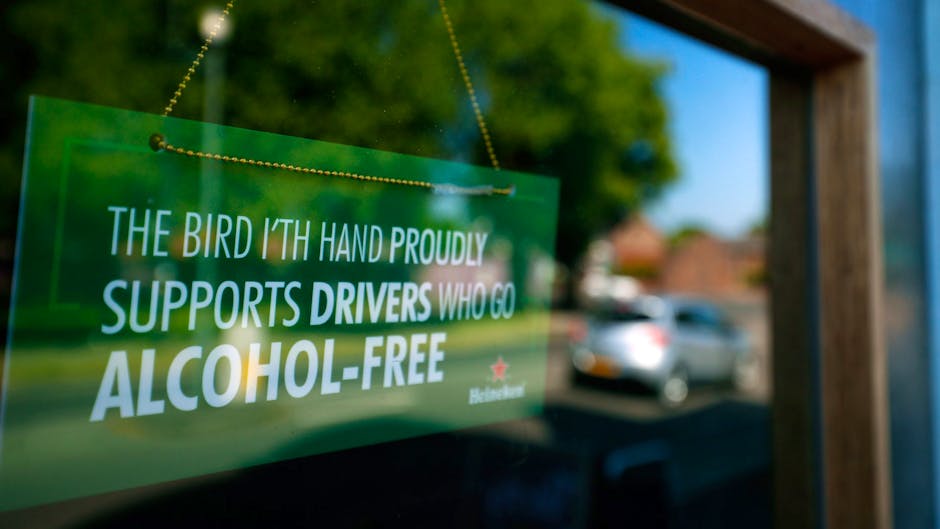 THE BIRD I'TH HAND PROUDLY
SUPPORTS DRIVERS WHO GO
ALCOHOL-FREE
Heineken